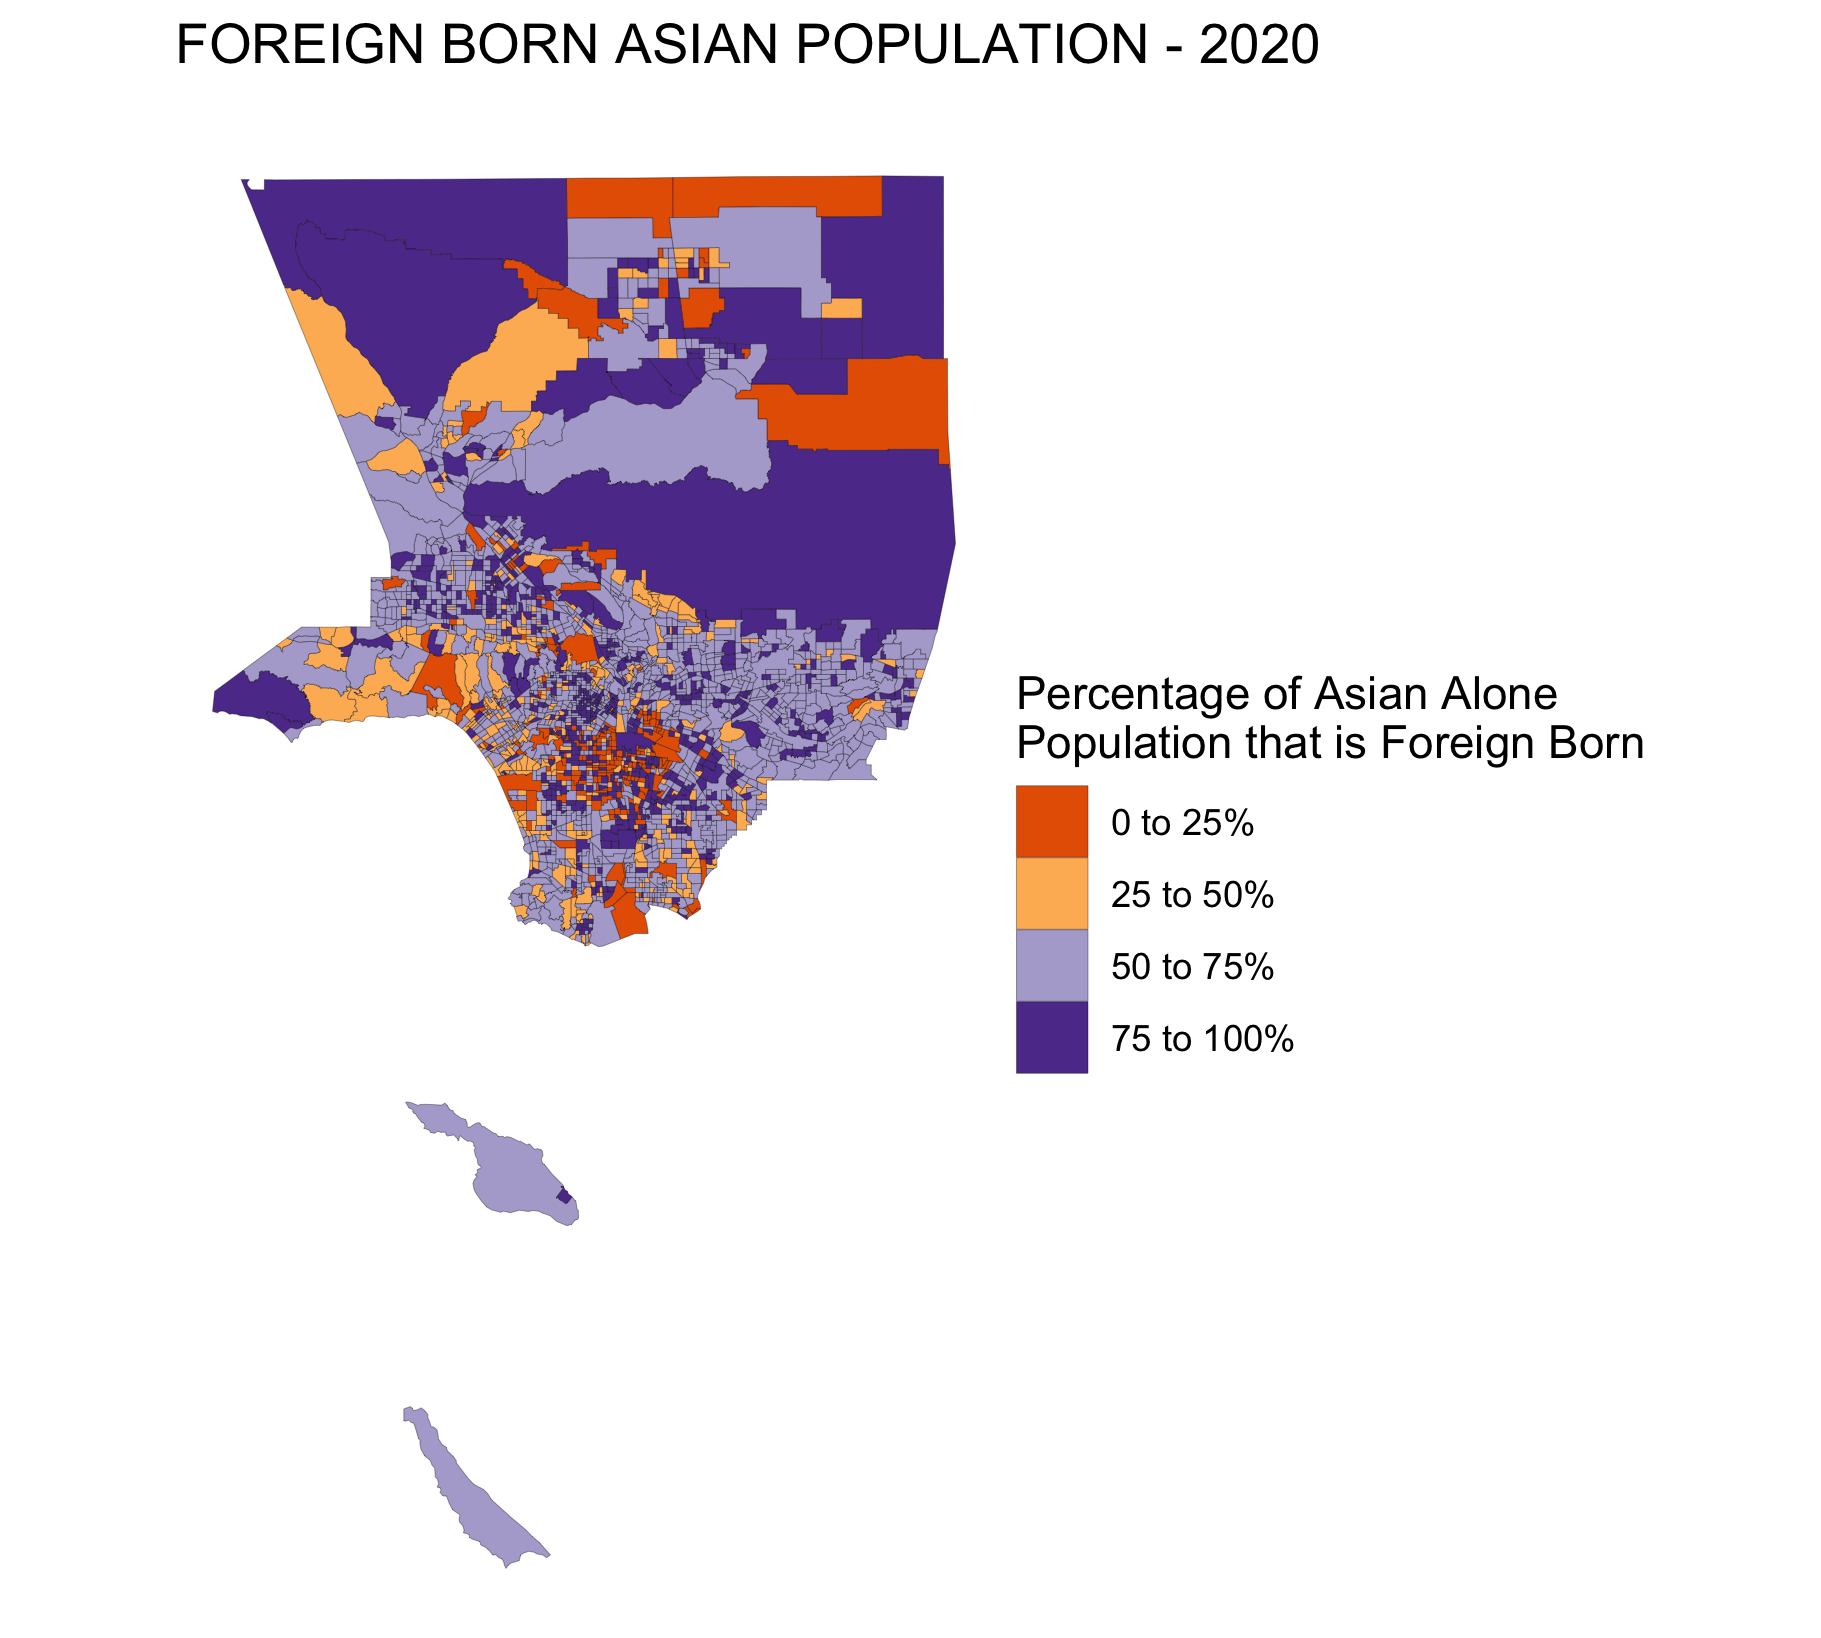 FOREIGN BORN ASIAN POPULATION - 2020
Percentage of Asian Alone
Population that is Foreign Born
0 to 25%
25 to 50%
50 to 75%
75 to 100%